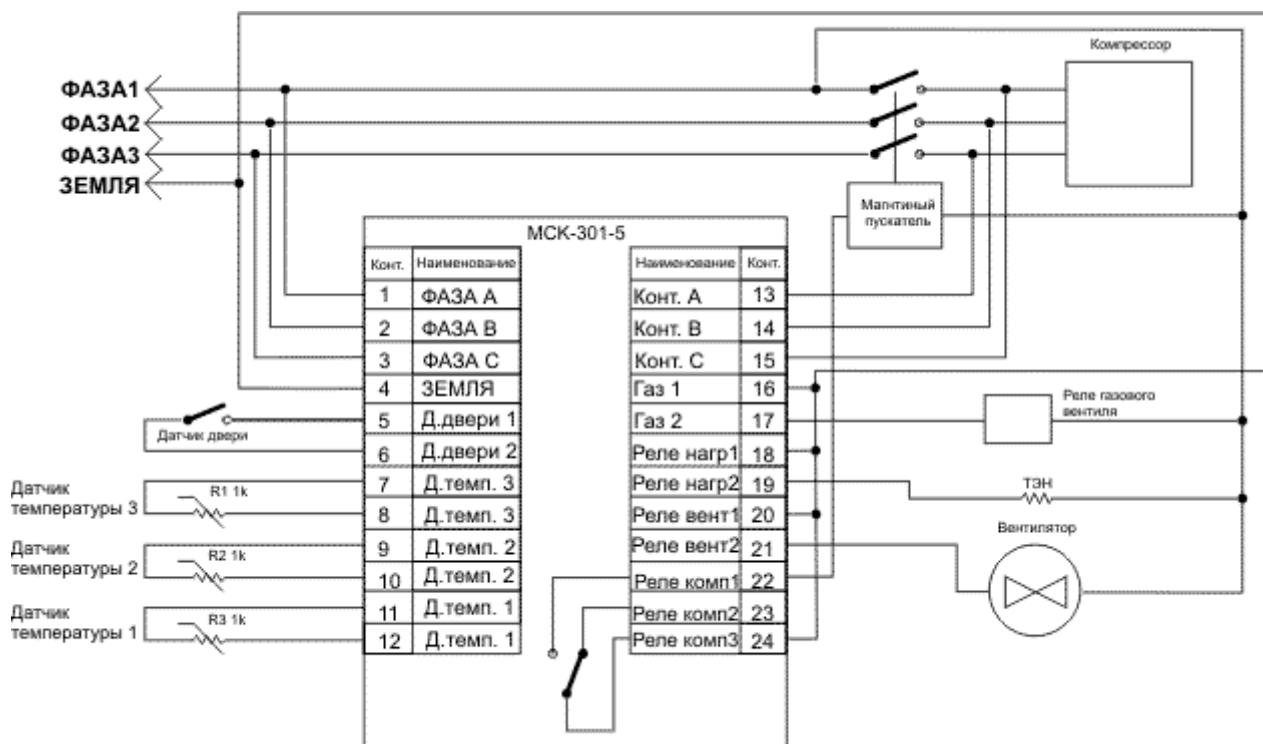 Компрессор
ФАЗА1
ФАЗА2
ФАЗА3
ЗЕМЛЯ
Магнтиный
пускатель
МСК-301-5
Конт. Наименование
1 ФАЗА А
2 ФАЗА В
3 ФАЗА С
4 ЗЕМЛЯ
5 Д.двери 1
6 Д.двери 2
7 Д.темп. 3
8 Д.темп. 3
9 Д.темп. 2
10 Д.темп. 2
11 Д.темп. 1
12 Д.темп. 1
Наименование Конт.
Конт. А 13
Конт. В 14
Конт. С 15
Газ 1 16
Газ 2 17
Реле нагр1 18
Реле нагр2 19
Реле вент1 20
Реле вент2 21
Реле комп1 22
Реле комп2 23
Реле комп3 24
Датчик двери
Датчик
температуры 3
R1 1k
Датчик
температуры 2
R2 1k
Датчик
температуры 1
R3 1k
Реле газового
вентиля
ТЭН
Вентилятор